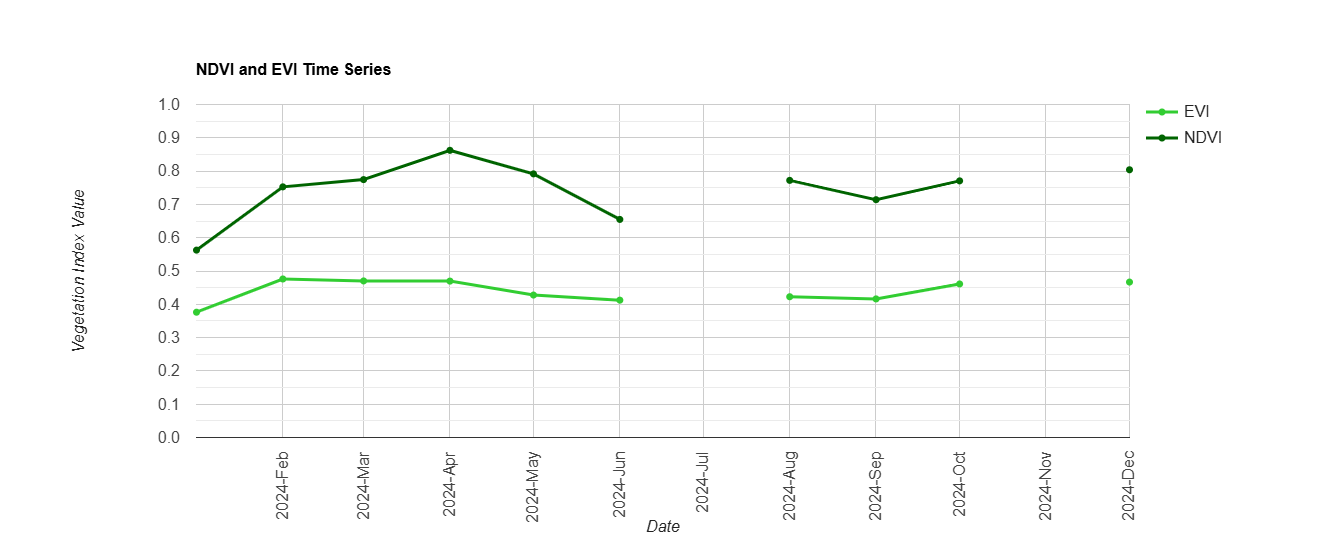 NDVI and EVI Time Series
1.0
0.9
0.8
0.7
0.6
0.5
0.4
0.3
0.2
0.1
0.0
Vegetation Index Value
2024-Feb
2024-Mar
2024-Apr
2024-May
2024-Jun
2024-Jul
2024-Aug
2024-Sep
2024-Oct
2024-Nov
2024-Dec
Date
EVI
NDVI